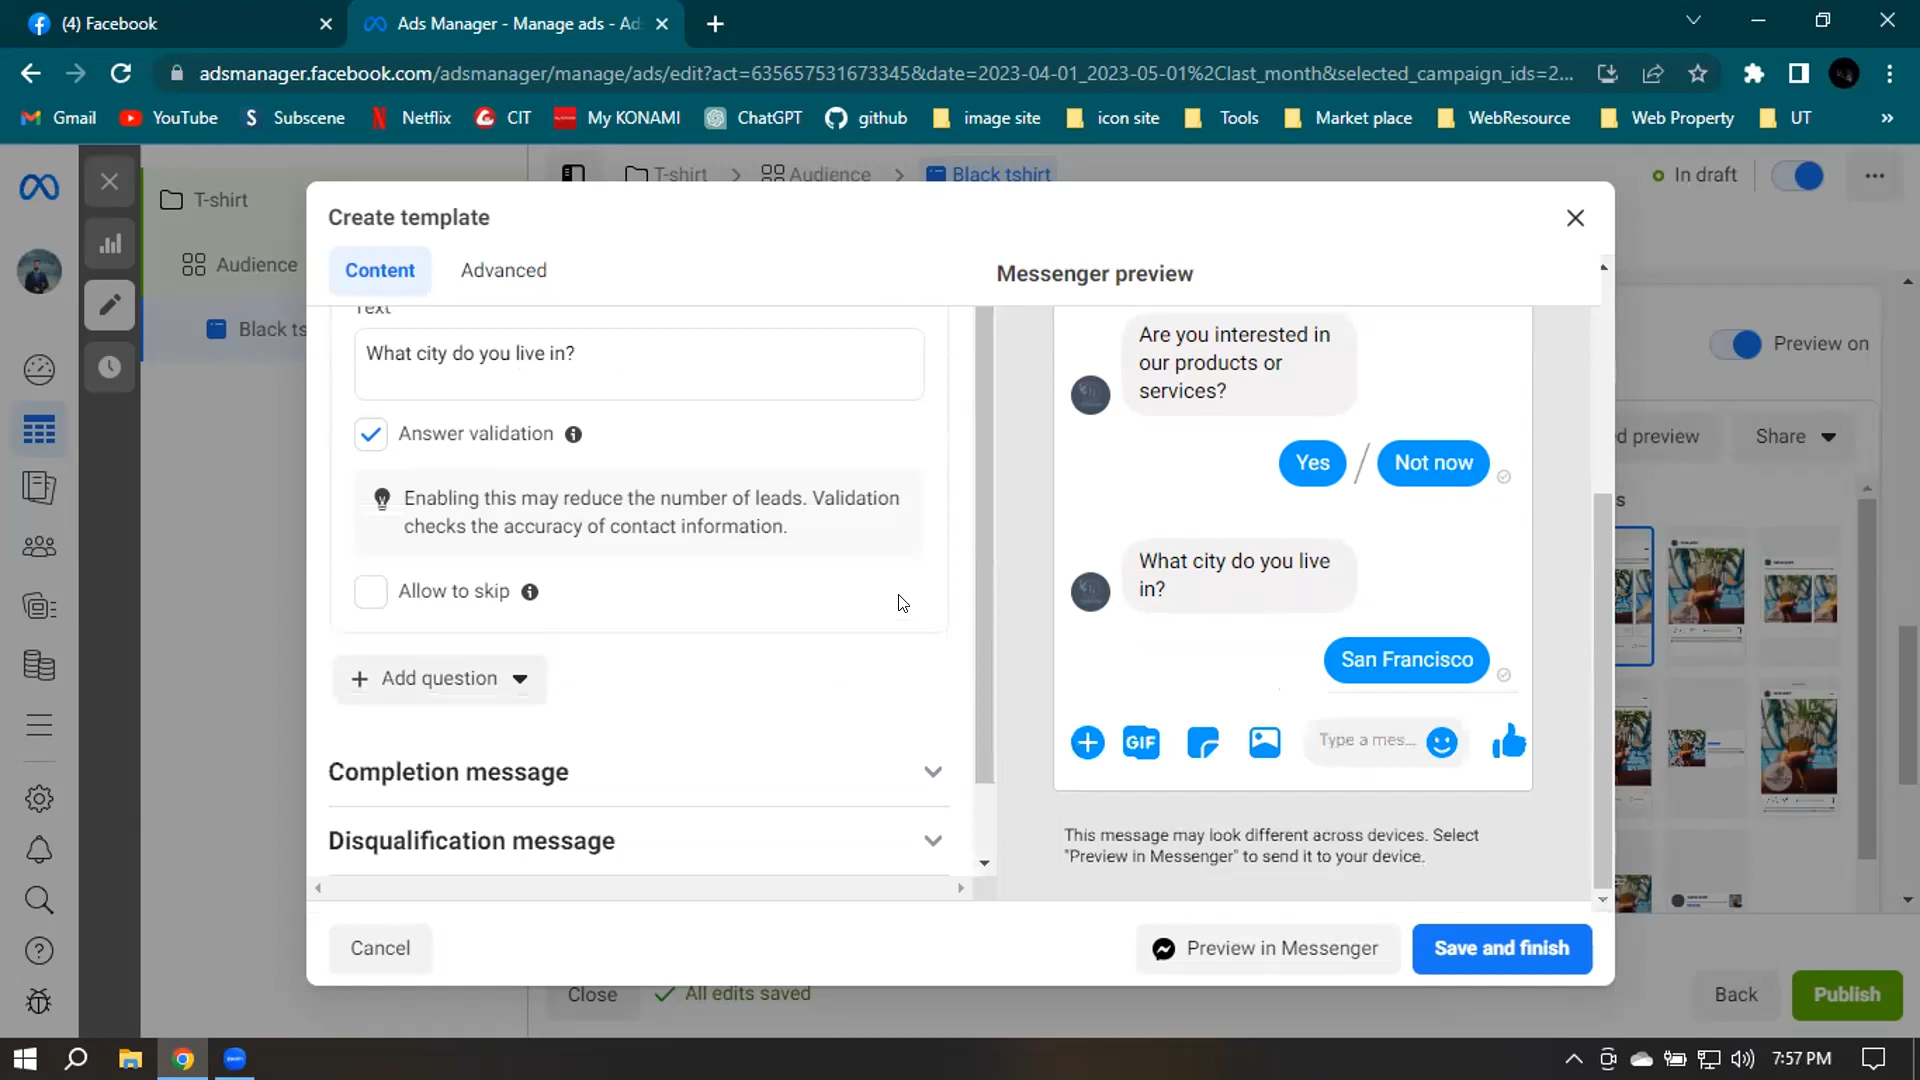 (4) Facebook
Ads Manager - Manage ads - Ad
adsmanager.facebook.com/adsmanager/manage/ads/edit?act=635657531673345&date=2023-04-01_2023-05-01%2Clast_month&selected_campaign_ids=2...
Gmail
YouTube
S Subscene
Netflix
CIT
My KONAMI
ChatGPT
github
image site
icon site
Tools
Market place
WebResource
Web Property
UT
»
T-shirt
Audience
Black ts
T-shirt > Audience > Black tshirt
In draft
Create template
Content
Advanced
Messenger preview
Text
What city do you live in?
Answer validation
Enabling this may reduce the number of leads. Validation
checks the accuracy of contact information.
Allow to skip
+ Add question
Completion message
Disqualification message
Are you interested in
our products or
services?
Yes / Not now
What city do you live
in?
San Francisco
GIF
Type a mes...
This message may look different across devices. Select
"Preview in Messenger" to send it to your device.
Cancel
Preview in Messenger
Save and finish
Preview on
d preview
Share
s
Close
All edits saved
Back
Publish
zoom
7:57 PM